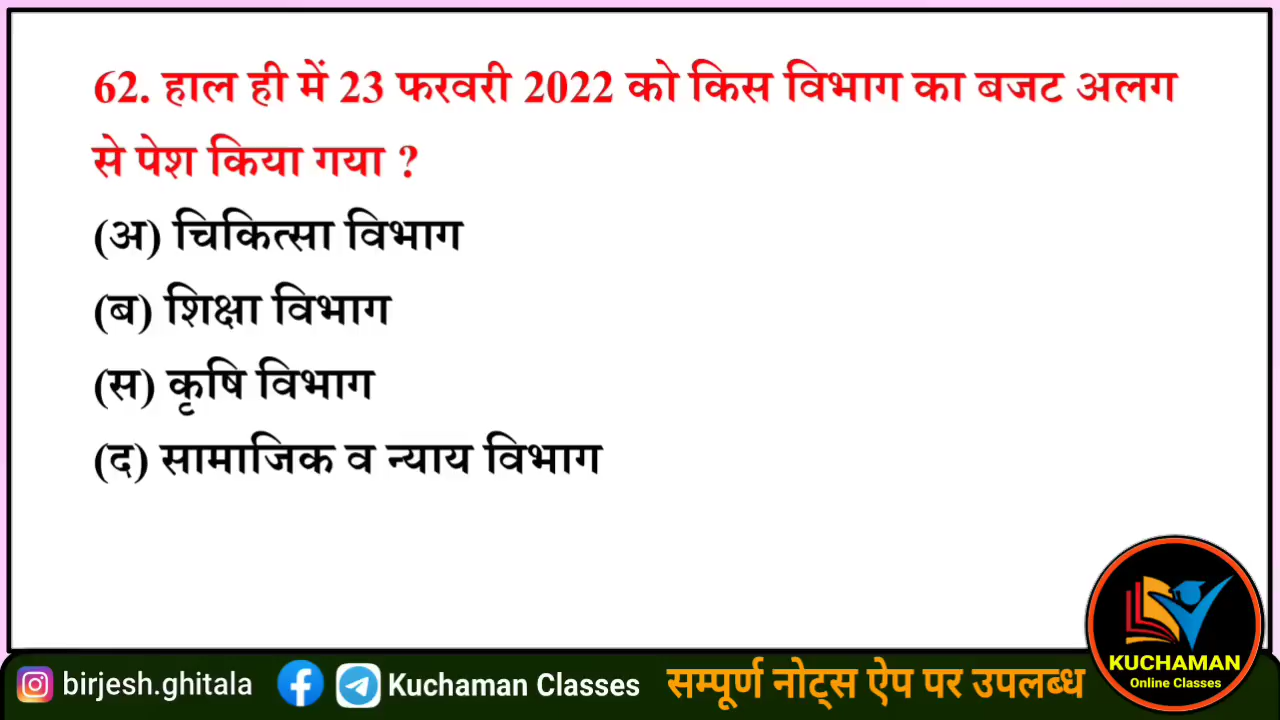 62. हाल ही में 23 फरवरी 2022 को किस विभाग का बजट अलग
से पेश किया गया ?
(अ) चिकित्सा विभाग
(ब) शिक्षा विभाग
(स) कृषि विभाग
(द) सामाजिक व न्याय विभाग
KUCHAMAN
Online Classes
birjesh.ghitala Kuchaman Classes सम्पूर्ण नोट्स ऐप पर उपलब्ध